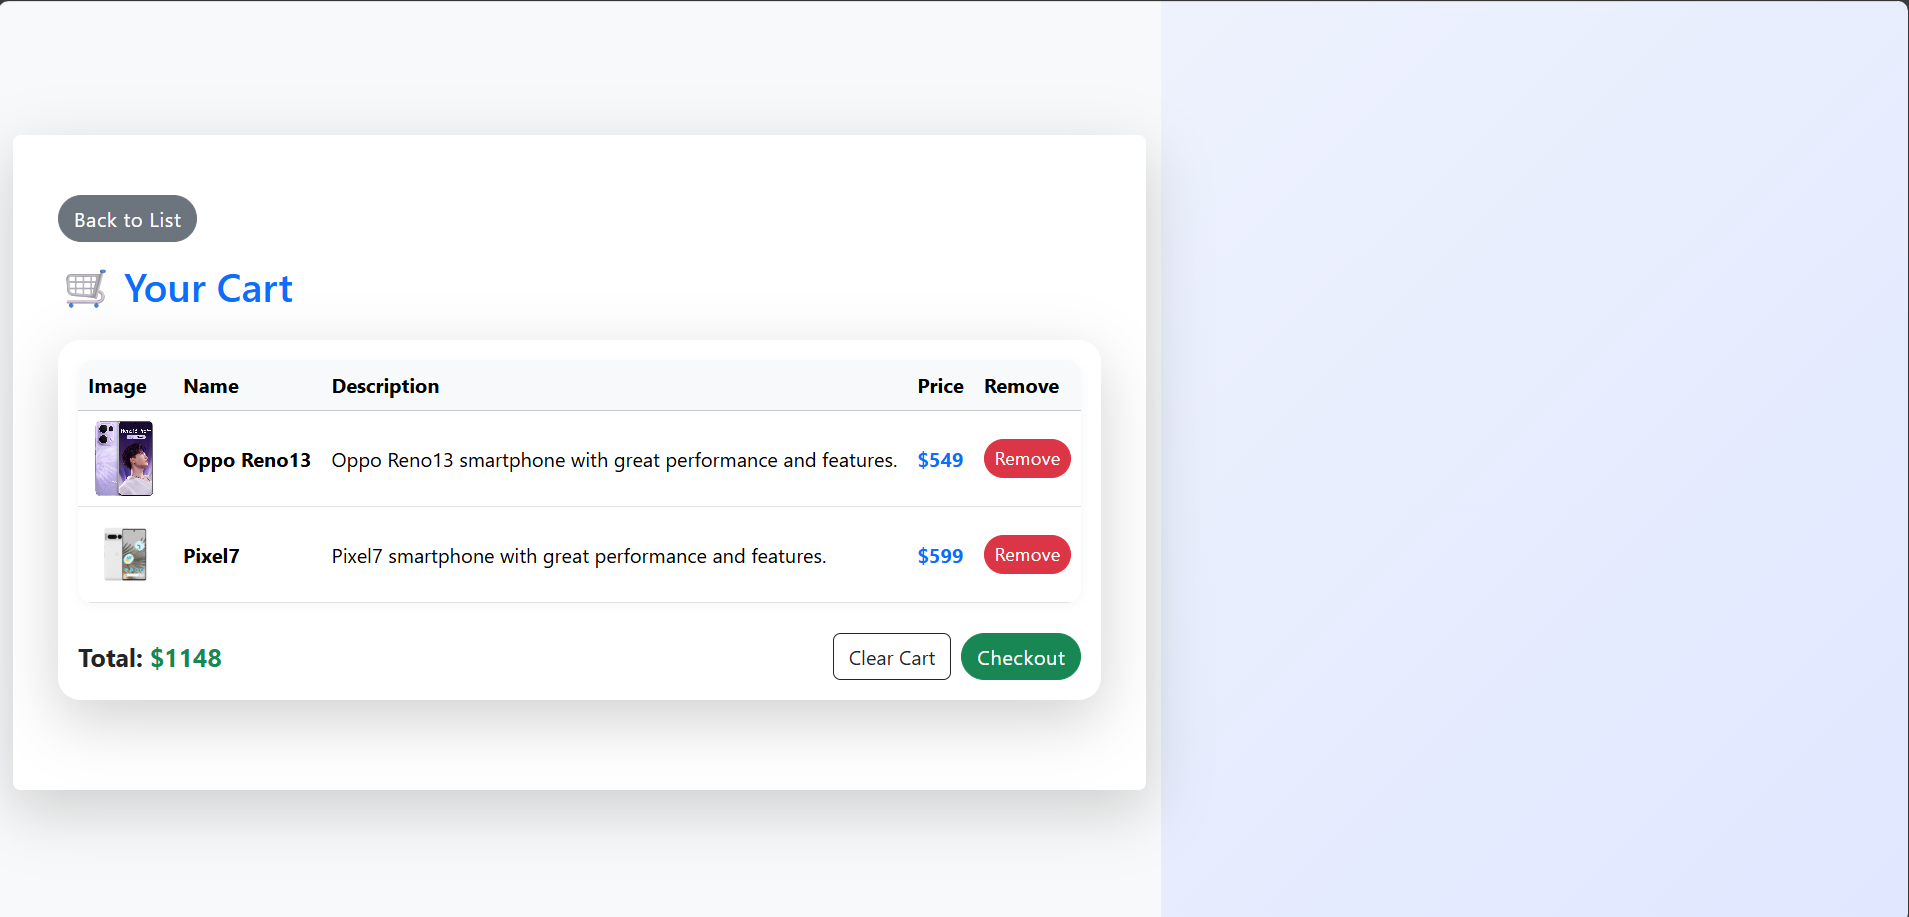 Back to List
Your Cart
Image Name Description Price Remove
Oppo Reno13 Oppo Reno13 smartphone with great performance and features. $549 Remove
Pixel7 Pixel7 smartphone with great performance and features. $599 Remove
Total: $1148 Clear Cart Checkout